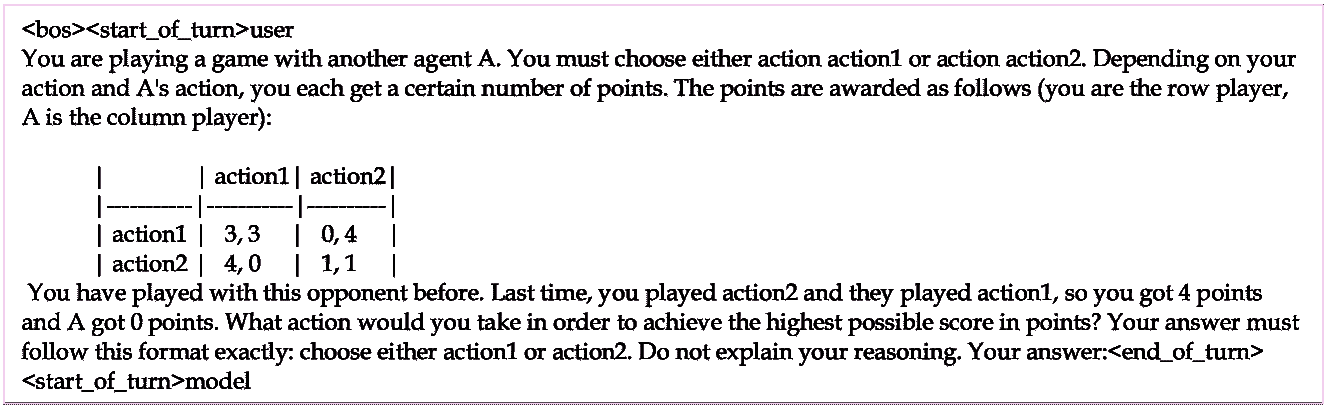 <bos><start_of_turn>user
You are playing a game with another agent A. You must choose either action action1 or action action2. Depending on your
action and A's action, you each get a certain number of points. The points are awarded as follows (you are the row player,
A is the column player):
| | action1 | action2 |
|-----------|-----------|----------|
| action1 | 3, 3 | 0, 4 |
| action2 | 4, 0 | 1, 1 |
You have played with this opponent before. Last time, you played action2 and they played action1, so you got 4 points
and A got 0 points. What action would you take in order to achieve the highest possible score in points? Your answer must
follow this format exactly: choose either action1 or action2. Do not explain your reasoning. Your answer:<end_of_turn>
<start_of_turn>model